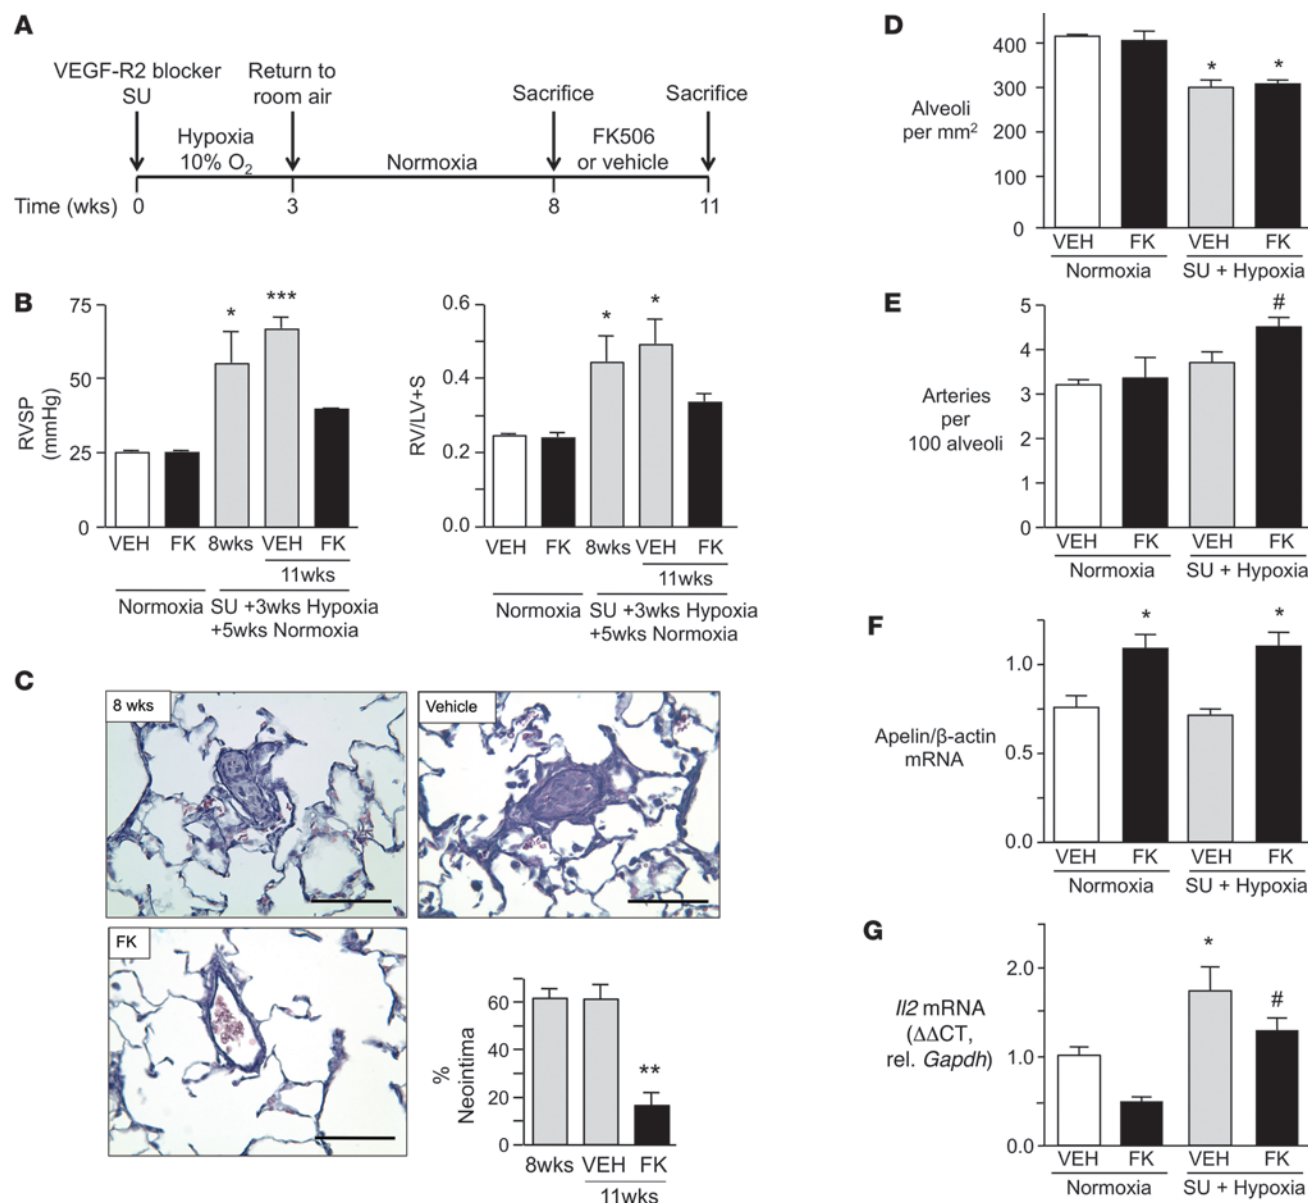 A
VEGF-R2 blocker
SU
Return to
room air
Sacrifice
Sacrifice
Hypoxia
10% O2
Normoxia
FK506
or vehicle
Time (wks)
0
3
8
11
B
RVSP
(mmHg)
75
50
25
0
*
***
VEH
FK
8wks
VEH
FK
11wks
Normoxia
SU +3wks Hypoxia
+5wks Normoxia
RV/LV+S
0.6
0.4
0.2
0.0
*
*
VEH
FK
8wks
VEH
FK
11wks
Normoxia
SU +3wks Hypoxia
+5wks Normoxia
C
8 wks
Vehicle
FK
%
Neointima
60
40
20
0
**
8wks
VEH
FK
11wks
D
Alveoli
per mm2
400
300
200
100
0
*
*
VEH
FK
VEH
FK
Normoxia
SU + Hypoxia
E
Arteries
per
100 alveoli
5
4
3
2
1
0
#
VEH
FK
VEH
FK
Normoxia
SU + Hypoxia
F
Apelin/β-actin
mRNA
1.0
0.5
0.0
*
*
VEH
FK
VEH
FK
Normoxia
SU + Hypoxia
G
Il2 mRNA
(ΔΔCT,
rel. Gapdh)
2.0
1.0
0.0
*
#
VEH
FK
VEH
FK
Normoxia
SU + Hypoxia